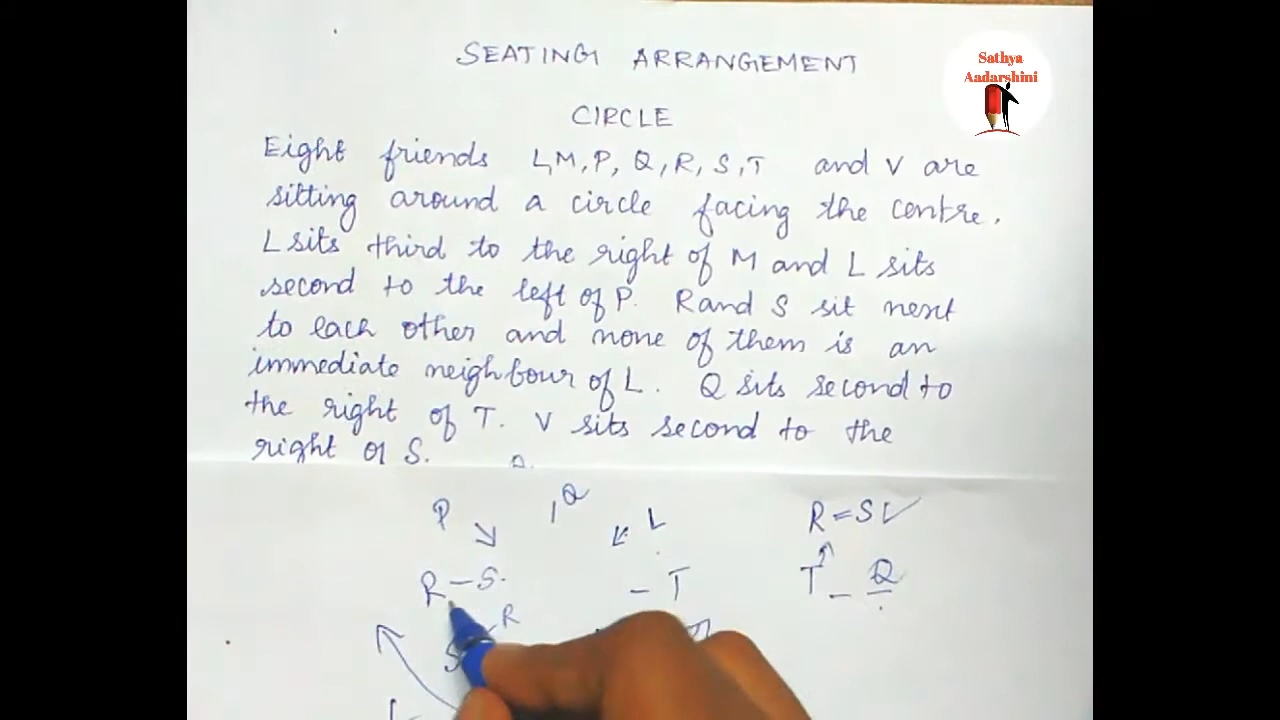 SEATING ARRANGEMENT
Sathya
Aadarshini
CIRCLE
Eight friends L,M,P,Q,R,S,T and V are
sitting around a circle facing the centre.
L sits third to the right of M and L sits
second to the left of P. R and S sit next
to each other and none of them is an
immediate neighbour of L. Q sits second to
the right of T. V sits second to the
right of S.
P Q L R = S ✓
R – S – T T _ Q
S R